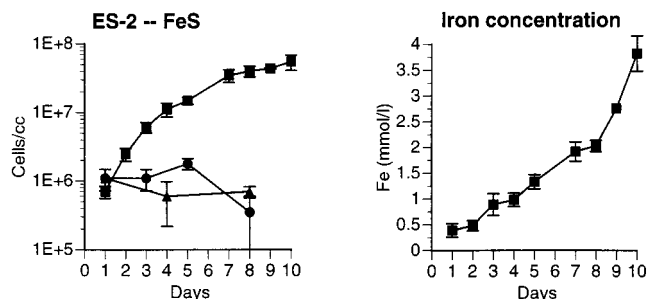 ES-2 -- FeS
1E+8
1E+7
1E+6
1E+5
Cells/cc
0 1 2 3 4 5 6 7 8 9 10
Days
Iron concentration
4
3.5
3
2.5
2
1.5
1
0.5
0
Fe (mmol/l)
0 1 2 3 4 5 6 7 8 9 10
Days